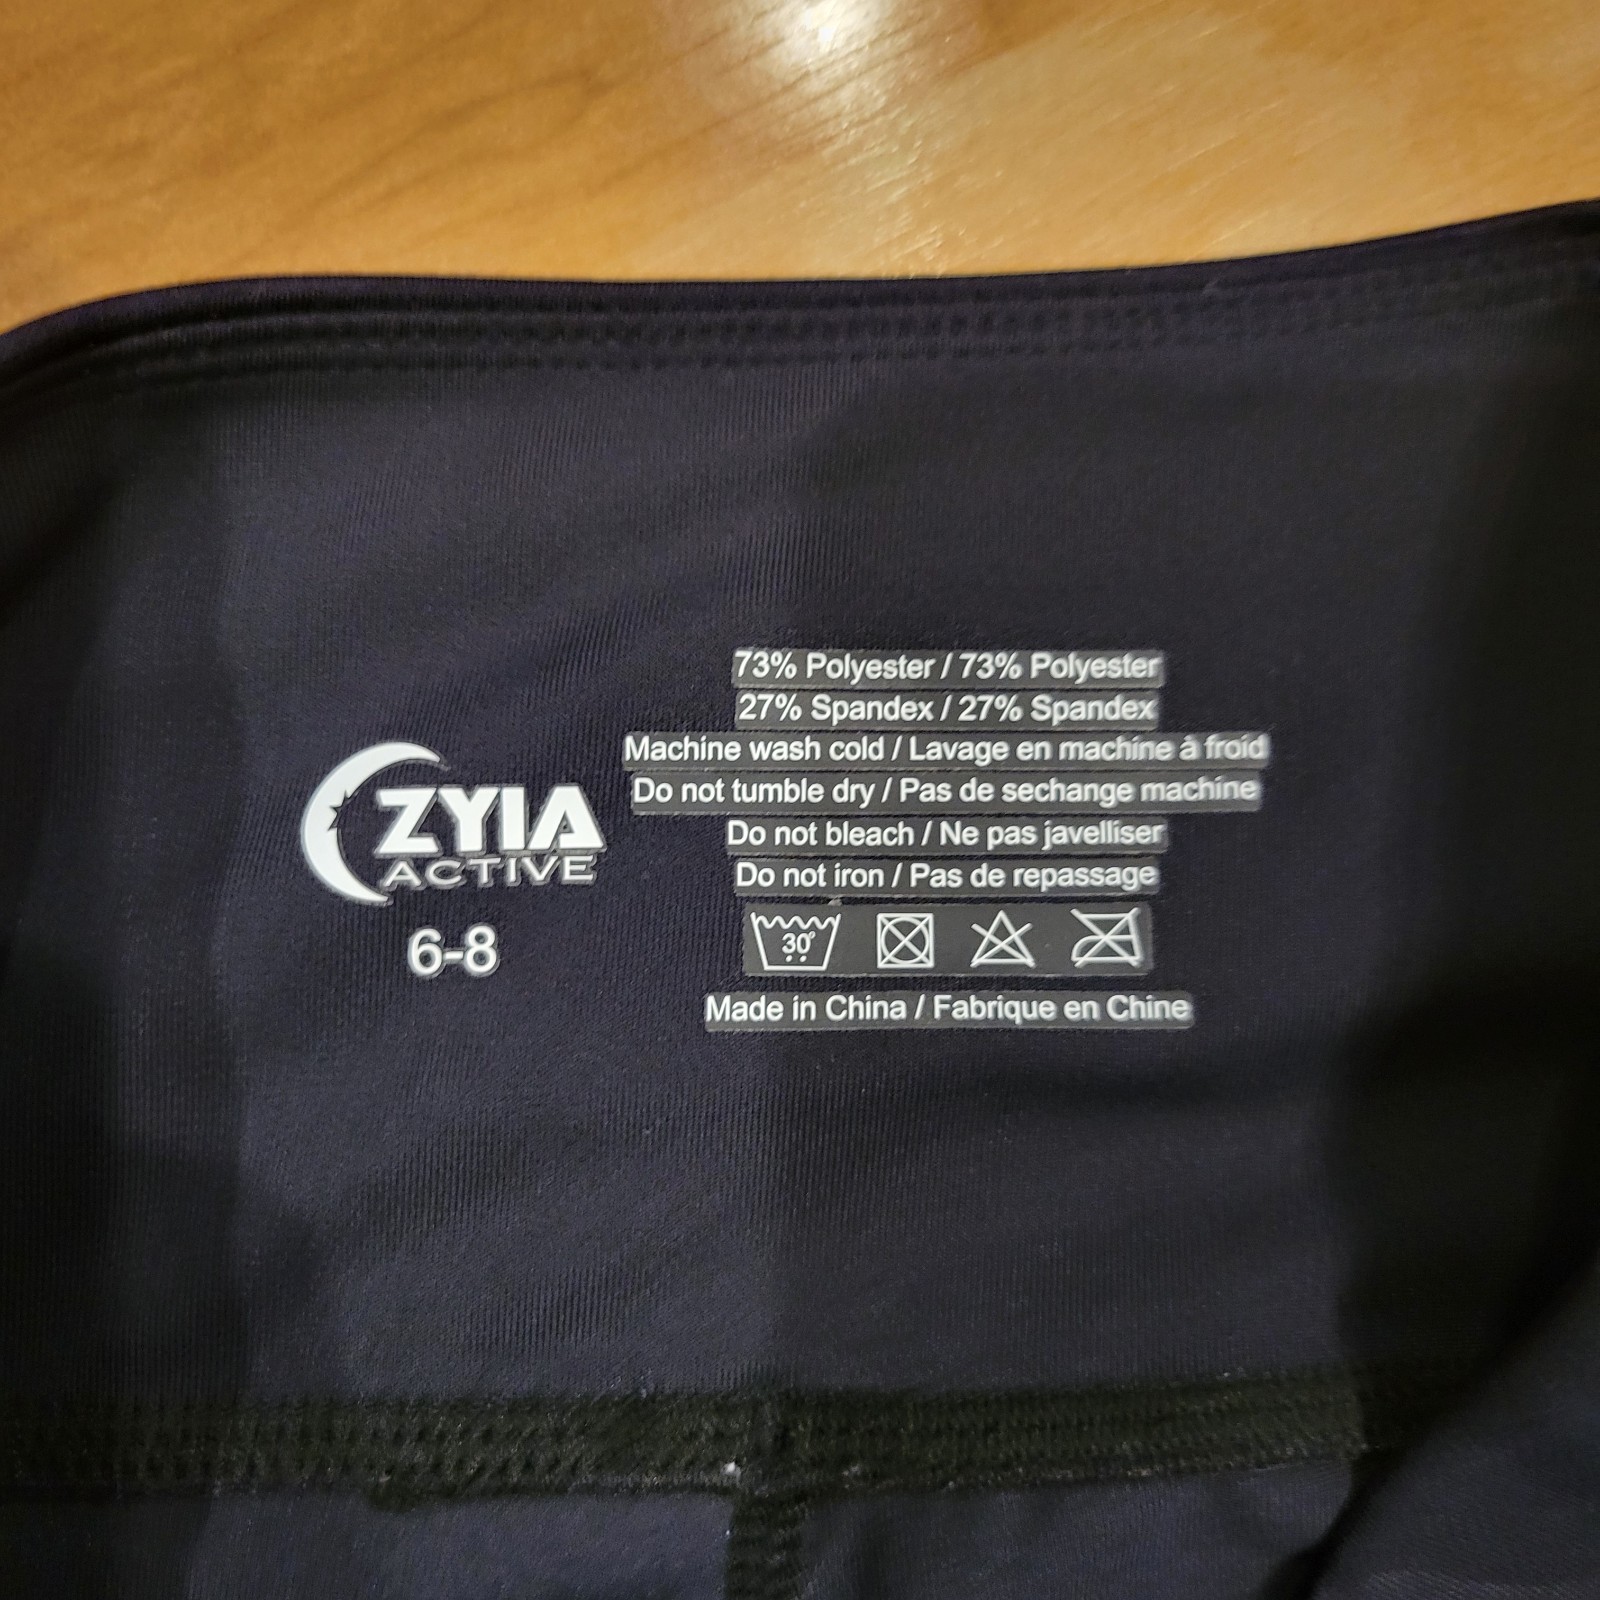 ZYIA
ACTIVE
6-8
73% Polyester / 73% Polyester
27% Spandex / 27% Spandex
Machine wash cold / Lavage en machine à froid
Do not tumble dry / Pas de sechange machine
Do not bleach / Ne pas javelliser
Do not iron / Pas de repassage
30°
Made in China / Fabrique en Chine